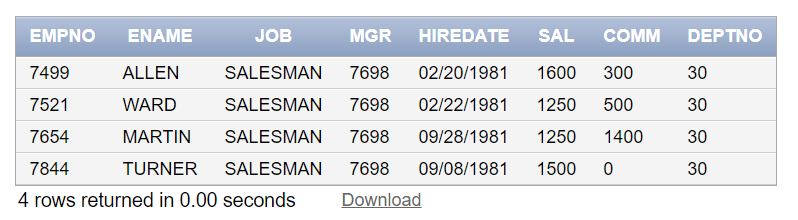 EMPNO ENAME JOB MGR HIREDATE SAL COMM DEPTNO
7499 ALLEN SALESMAN 7698 02/20/1981 1600 300 30
7521 WARD SALESMAN 7698 02/22/1981 1250 500 30
7654 MARTIN SALESMAN 7698 09/28/1981 1250 1400 30
7844 TURNER SALESMAN 7698 09/08/1981 1500 0 30
4 rows returned in 0.00 seconds Download